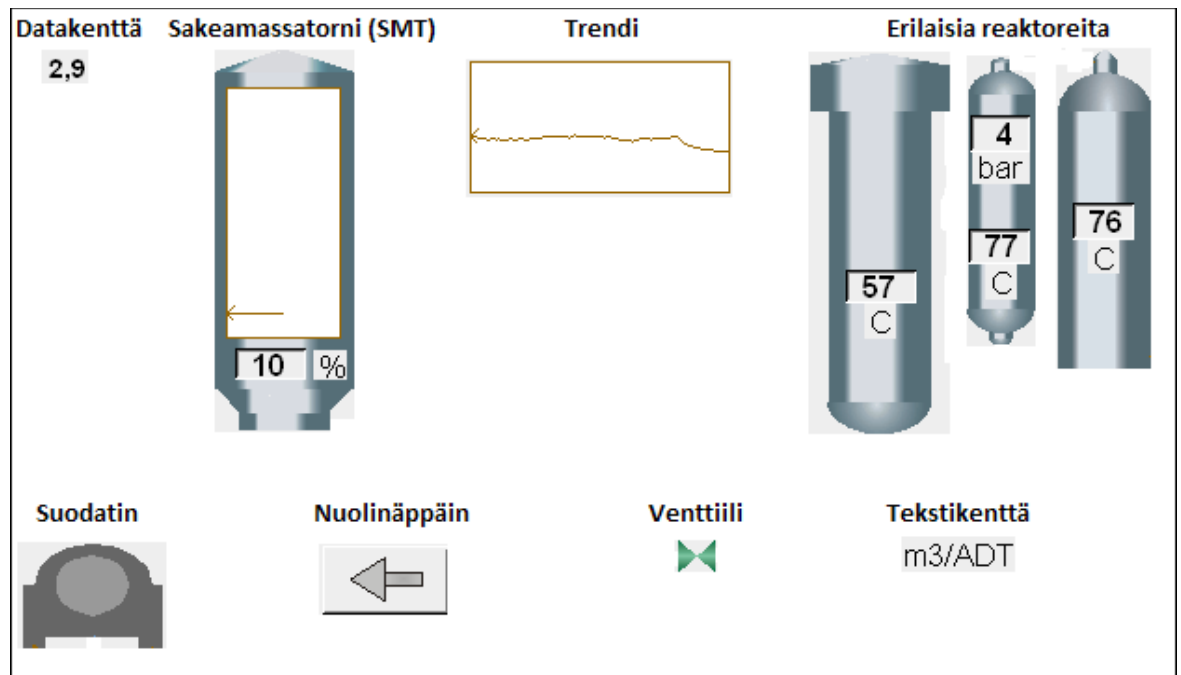 Datakenttä
Sakeamassatorni (SMT)
Trendi
Erilaisia reaktoreita
2,9
10 %
57
C
4
bar
77
C
76
C
Suodatin
Nuolinäppäin
Venttiili
Tekstikenttä
m3/ADT